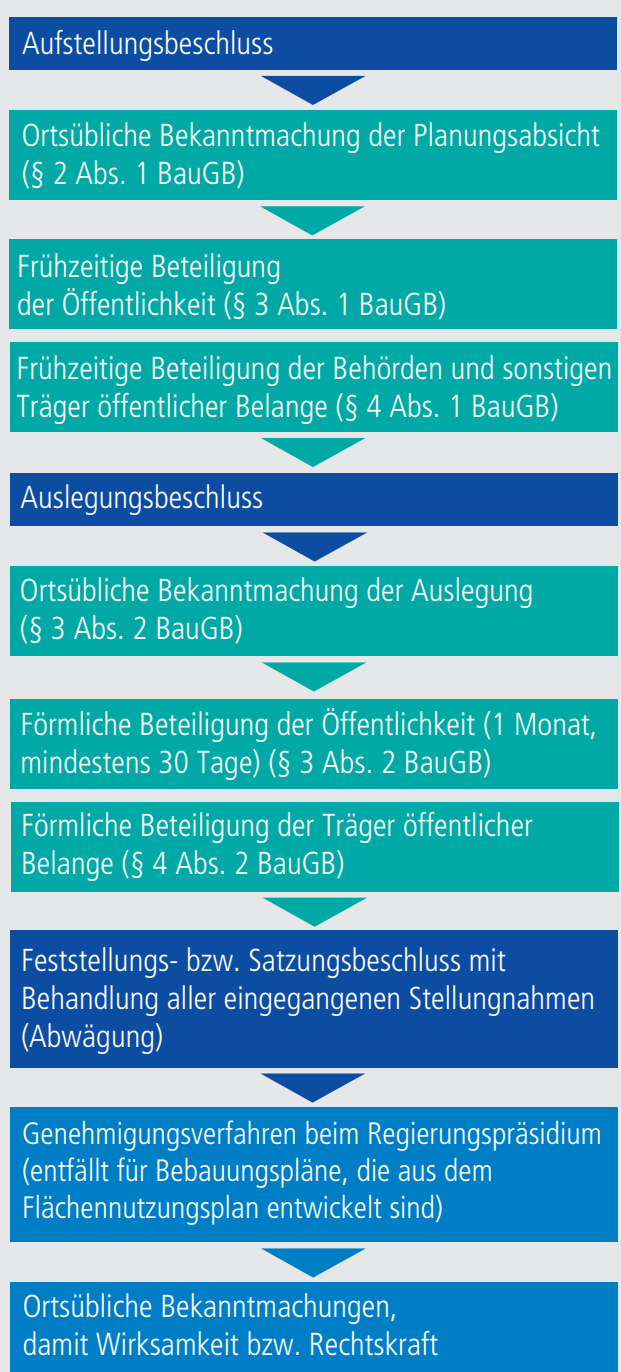 Aufstellungsbeschluss
Ortsübliche Bekanntmachung der Planungsabsicht
(§ 2 Abs. 1 BauGB)
Frühzeitige Beteiligung
der Öffentlichkeit (§ 3 Abs. 1 BauGB)
Frühzeitige Beteiligung der Behörden und sonstigen
Träger öffentlicher Belange (§ 4 Abs. 1 BauGB)
Auslegungsbeschluss
Ortsübliche Bekanntmachung der Auslegung
(§ 3 Abs. 2 BauGB)
Förmliche Beteiligung der Öffentlichkeit (1 Monat,
mindestens 30 Tage) (§ 3 Abs. 2 BauGB)
Förmliche Beteiligung der Träger öffentlicher
Belange (§ 4 Abs. 2 BauGB)
Feststellungs- bzw. Satzungsbeschluss mit
Behandlung aller eingegangenen Stellungnahmen
(Abwägung)
Genehmigungsverfahren beim Regierungspräsidium
(entfällt für Bebauungspläne, die aus dem
Flächennutzungsplan entwickelt sind)
Ortsübliche Bekanntmachungen,
damit Wirksamkeit bzw. Rechtskraft